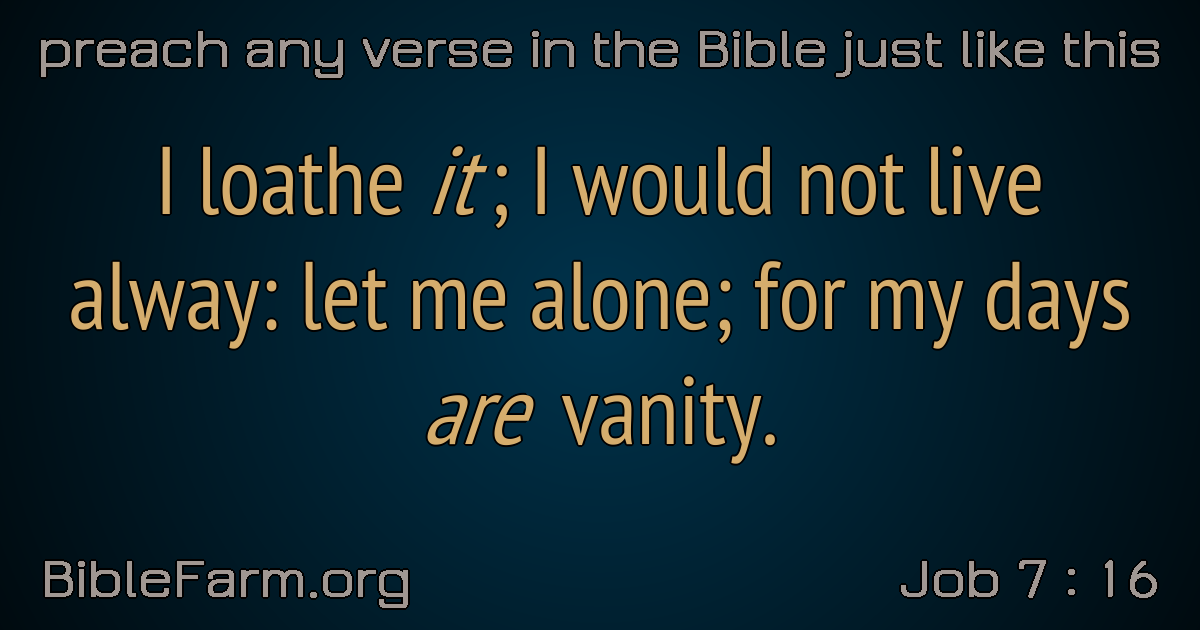 preach any verse in the Bible just like this
I loathe it; I would not live
alway: let me alone; for my days
are vanity.
BibleFarm.org
Job 7 : 16